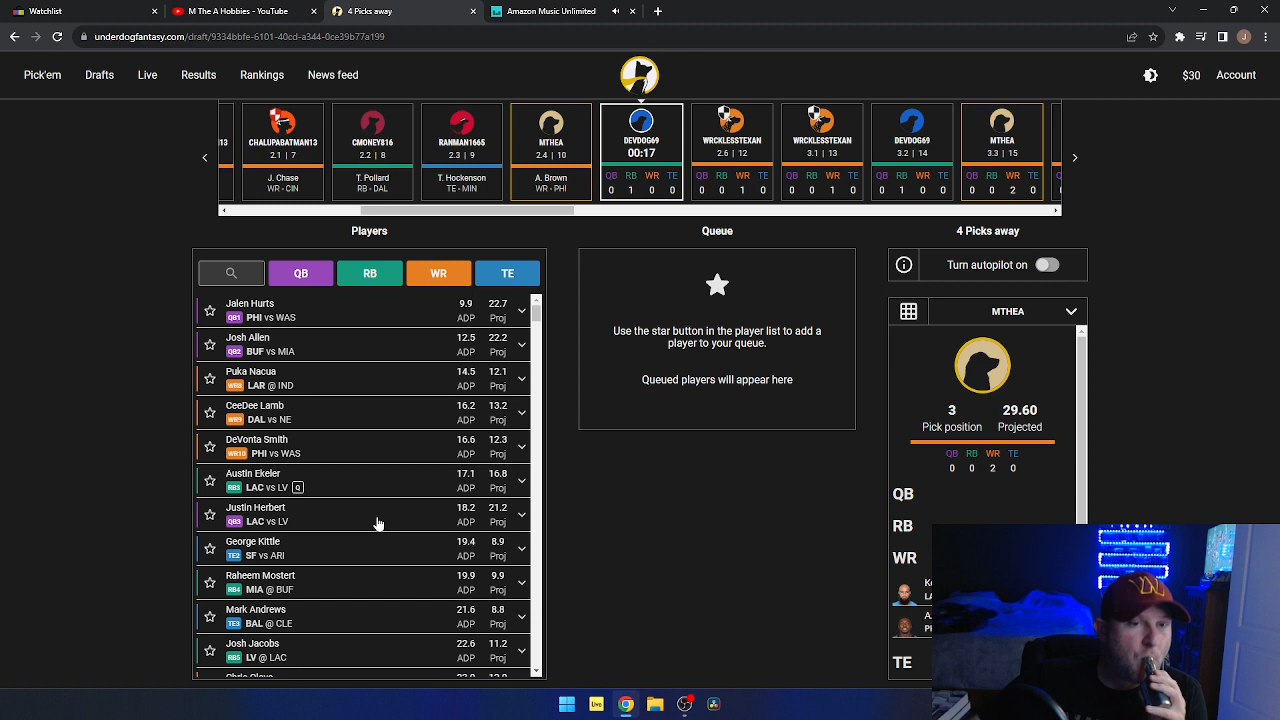 Watchlist
M The A Hobbies - YouTube
4 Picks away
Amazon Music Unlimited
underdogfantasy.com/draft/9334bbfe-6101-40cd-a344-0ce39b77a199
J
Pick'em Drafts Live Results Rankings News feed
$30 Account
13
CHALUPABATMAN13
2.1 | 7
J. Chase
WR - CIN
CMONEY816
2.2 | 8
T. Pollard
RB - DAL
RANMAN1665
2.3 | 9
T. Hockenson
TE - MIN
MTHEA
2.4 | 10
A. Brown
WR - PHI
DEVDOG69
00:17
QB RB WR TE
0 1 0 0
WRCKLESSTEXAN
2.6 | 12
QB RB WR TE
0 0 1 0
WRCKLESSTEXAN
3.1 | 13
QB RB WR TE
0 0 1 0
DEVDOG69
3.2 | 14
QB RB WR TE
0 1 0 0
MTHEA
3.3 | 15
QB RB WR TE
0 0 2 0
Players
QB RB WR TE
Jalen Hurts 9.9 22.7
QB1 PHI vs WAS ADP Proj
Josh Allen 12.5 22.2
QB2 BUF vs MIA ADP Proj
Puka Nacua 14.5 12.1
WR8 LAR @ IND ADP Proj
CeeDee Lamb 16.2 13.2
WR9 DAL vs NE ADP Proj
DeVonta Smith 16.6 12.3
WR10 PHI vs WAS ADP Proj
Austin Ekeler 17.1 16.8
RB3 LAC vs LV Q ADP Proj
Justin Herbert 18.2 21.2
QB3 LAC vs LV ADP Proj
George Kittle 19.4 8.9
TE2 SF vs ARI ADP Proj
Raheem Mostert 19.9 9.9
RB4 MIA @ BUF ADP Proj
Mark Andrews 21.6 8.8
TE3 BAL @ CLE ADP Proj
Josh Jacobs 22.6 11.2
RB5 LV @ LAC ADP Proj
Queue
Use the star button in the player list to add a
player to your queue.
Queued players will appear here
4 Picks away
Turn autopilot on
MTHEA
3 29.60
Pick position Projected
QB RB WR TE
0 0 2 0
QB
RB
WR
TE